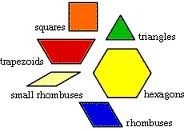 squares
triangles
trapezoids
small rhombuses
hexagons
rhombuses